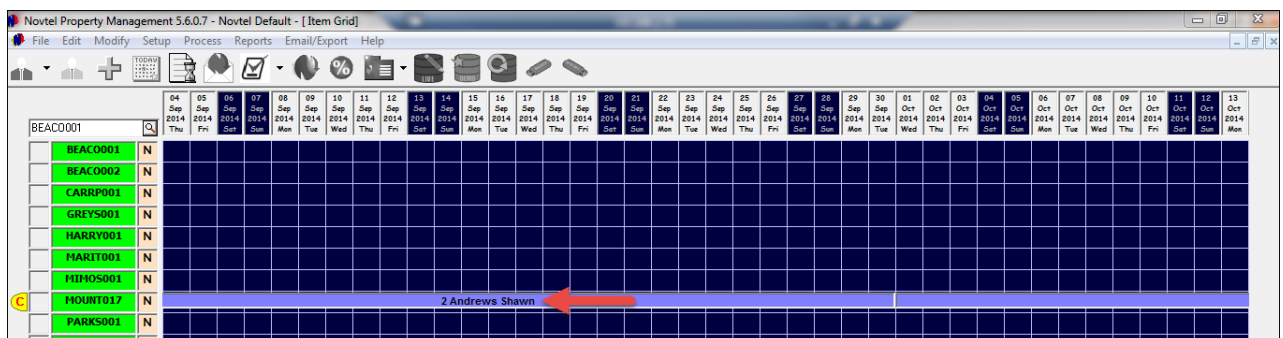 Novtel Property Management 5.6.0.7 - Novtel Default - [ Item Grid]
File Edit Modify Setup Process Reports Email/Export Help
TODAY LIVE DEMO
04 05 06 07 08 09 10 11 12 13 14 15 16 17 18 19 20 21 22 23 24 25 26 27 28 29 30 01 02 03 04 05 06 07 08 09 10 11 12 13
Sep Sep Sep Sep Sep Sep Sep Sep Sep Sep Sep Sep Sep Sep Sep Sep Sep Sep Sep Sep Sep Sep Sep Sep Sep Sep Sep Oct Oct Oct Oct Oct Oct Oct Oct Oct Oct Oct Oct Oct
2014 2014 2014 2014 2014 2014 2014 2014 2014 2014 2014 2014 2014 2014 2014 2014 2014 2014 2014 2014 2014 2014 2014 2014 2014 2014 2014 2014 2014 2014 2014 2014 2014 2014 2014 2014 2014 2014 2014 2014
BEACO001 Thu Fri Sat Sun Mon Tue Wed Thu Fri Sat Sun Mon Tue Wed Thu Fri Sat Sun Mon Tue Wed Thu Fri Sat Sun Mon Tue Wed Thu Fri Sat Sun Mon Tue Wed Thu Fri Sat Sun Mon
BEACO001 N
BEACO002 N
CARRP001 N
GREYS001 N
HARRY001 N
MARIT001 N
MIMOS001 N
C MOUNT017 N 2 Andrews Shawn
PARKS001 N